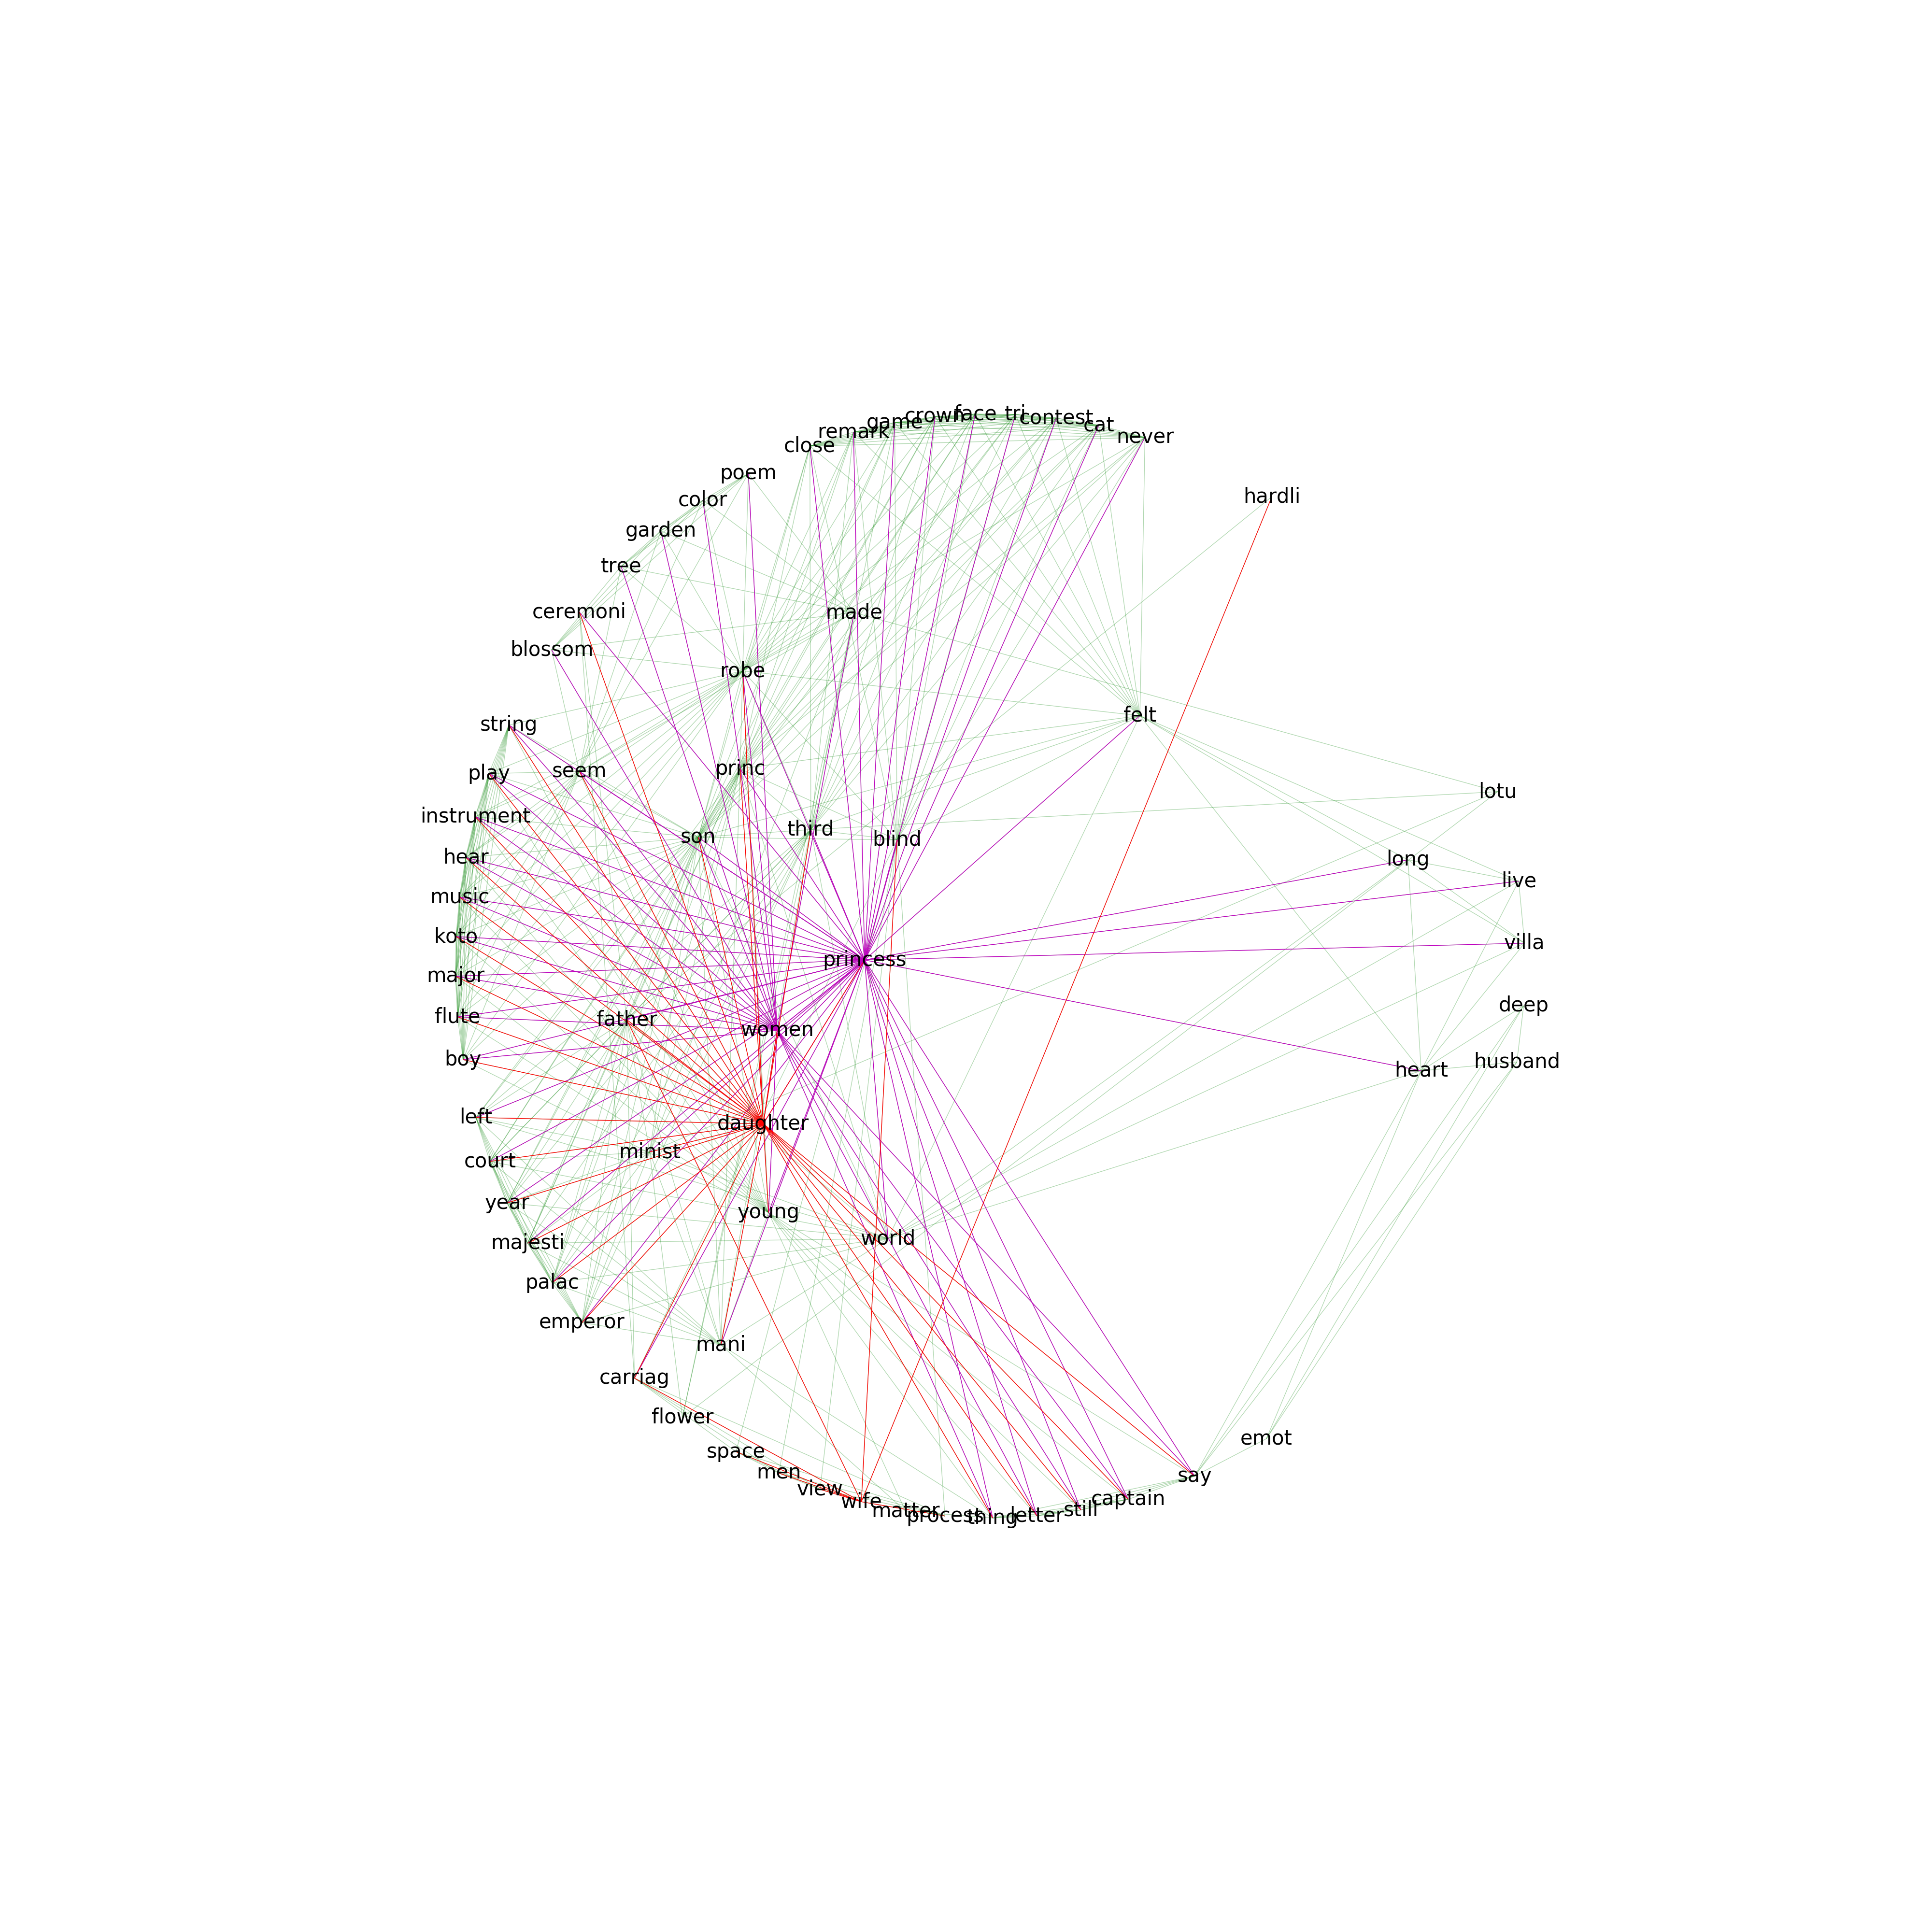 face
tri
crown
contest
game
cat
remark
never
close
poem
hardli
color
garden
tree
ceremoni
made
blossom
robe
felt
string
princ
seem
play
lotu
instrument
third
son
blind
hear
long
live
music
koto
villa
princess
major
deep
flute
father
women
boy
husband
heart
left
daughter
minist
court
year
young
world
majesti
palac
emperor
mani
carriag
flower
emot
space
men
say
view
captain
wife
still
matter
process
letter
thing